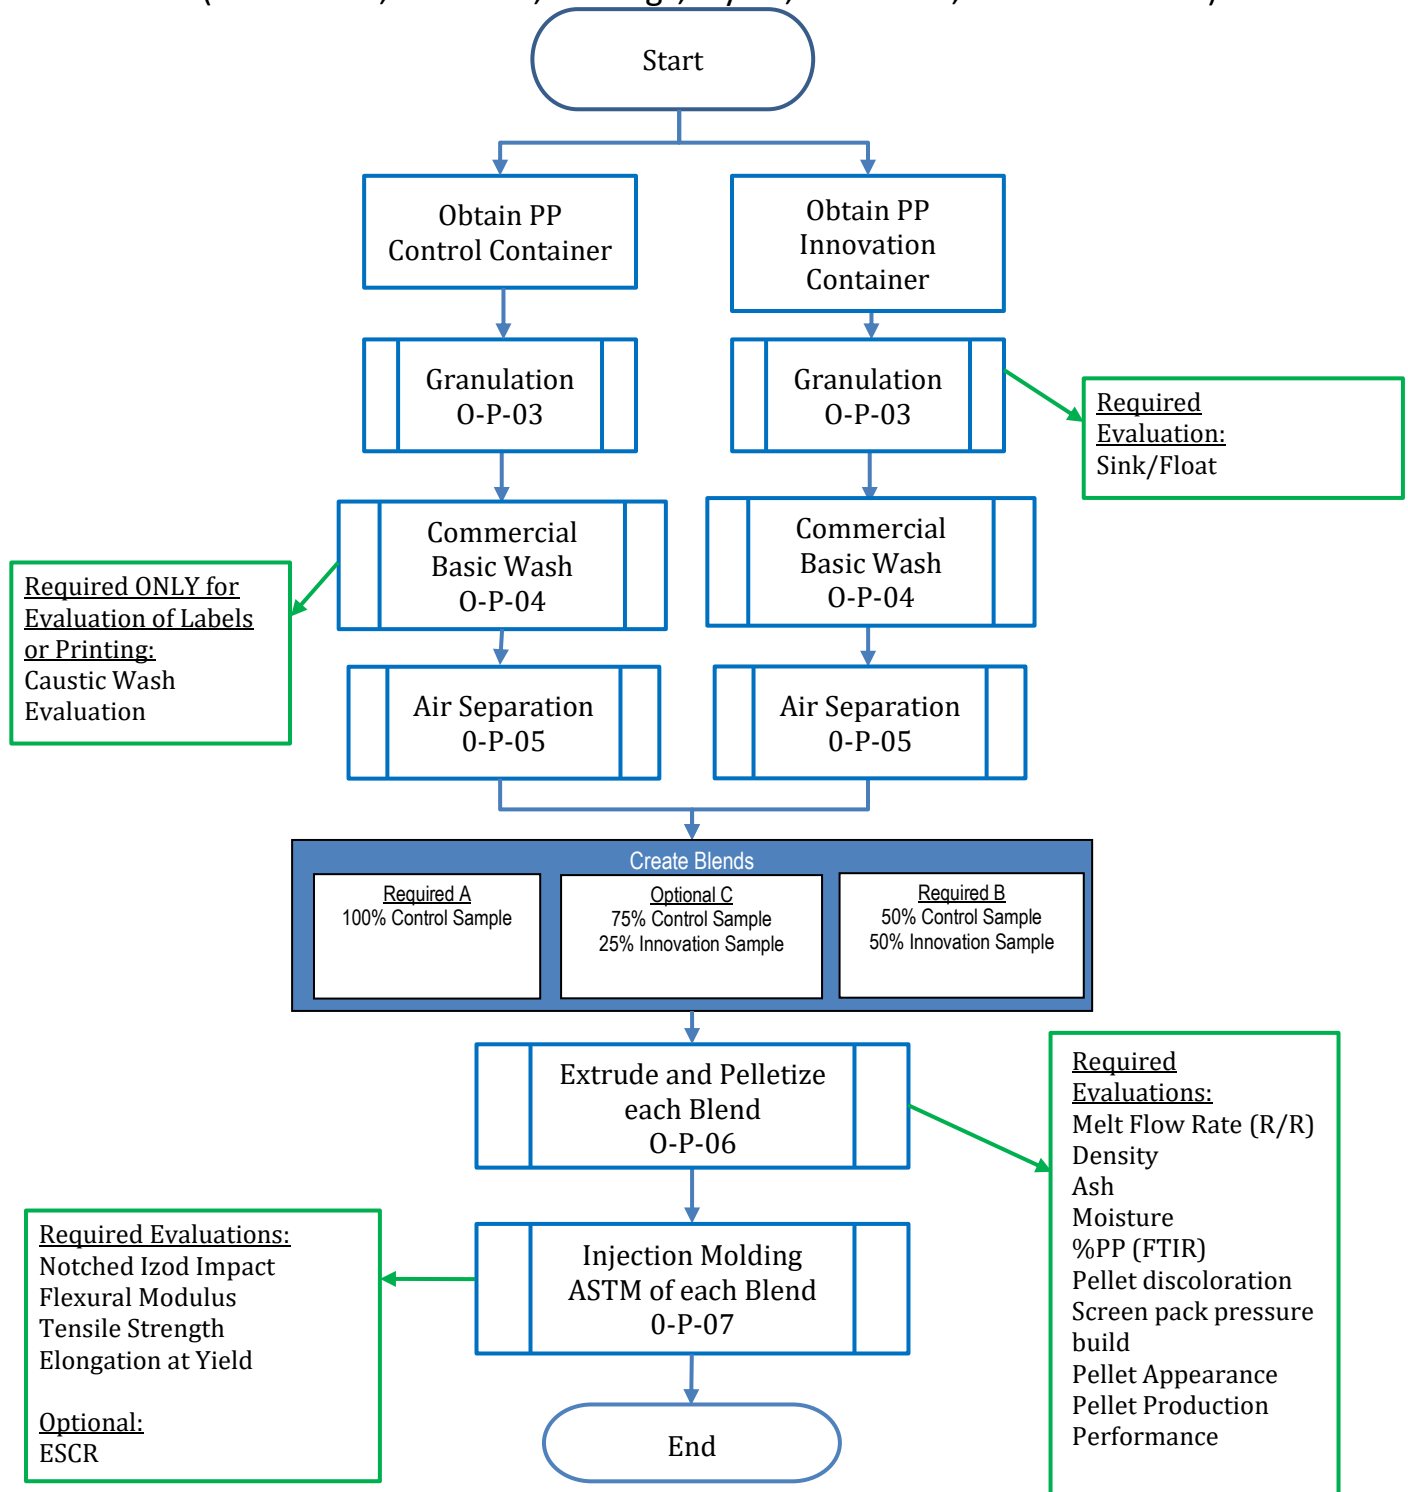 Start
Obtain PP
Control Container
Obtain PP
Innovation
Container
Granulation
O-P-03
Granulation
O-P-03
Required
Evaluation:
Sink/Float
Commercial
Basic Wash
O-P-04
Commercial
Basic Wash
O-P-04
Required ONLY for
Evaluation of Labels
or Printing:
Caustic Wash
Evaluation
Air Separation
0-P-05
Air Separation
0-P-05
Create Blends
Required A
100% Control Sample
Optional C
75% Control Sample
25% Innovation Sample
Required B
50% Control Sample
50% Innovation Sample
Extrude and Pelletize
each Blend
O-P-06
Required
Evaluations:
Melt Flow Rate (R/R)
Density
Ash
Moisture
%PP (FTIR)
Pellet discoloration
Screen pack pressure
build
Pellet Appearance
Pellet Production
Performance
Injection Molding
ASTM of each Blend
0-P-07
Required Evaluations:
Notched Izod Impact
Flexural Modulus
Tensile Strength
Elongation at Yield
Optional:
ESCR
End